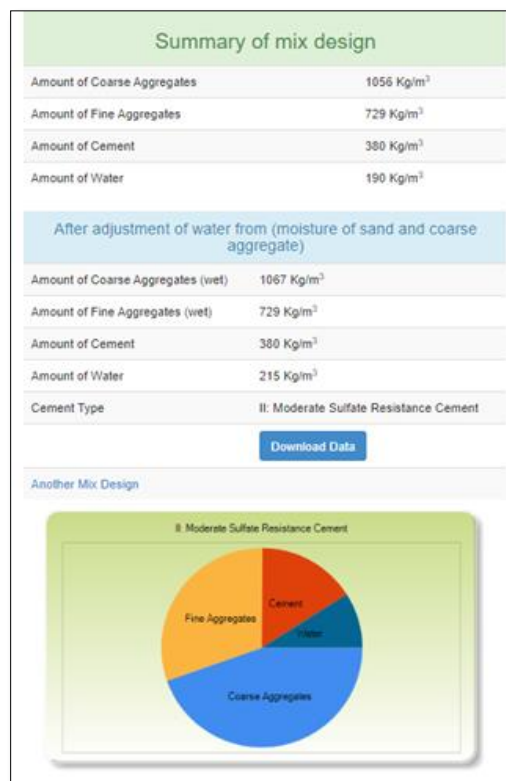 Summary of mix design
Amount of Coarse Aggregates 1056 Kg/m³
Amount of Fine Aggregates 729 Kg/m³
Amount of Cement 380 Kg/m³
Amount of Water 190 Kg/m³
After adjustment of water from (moisture of sand and coarse
aggregate)
Amount of Coarse Aggregates (wet) 1067 Kg/m³
Amount of Fine Aggregates (wet) 729 Kg/m³
Amount of Cement 380 Kg/m³
Amount of Water 215 Kg/m³
Cement Type II: Moderate Sulfate Resistance Cement
Download Data
Another Mix Design
II: Moderate Sulfate Resistance Cement
Cement
Fine Aggregates
Water
Coarse Aggregates